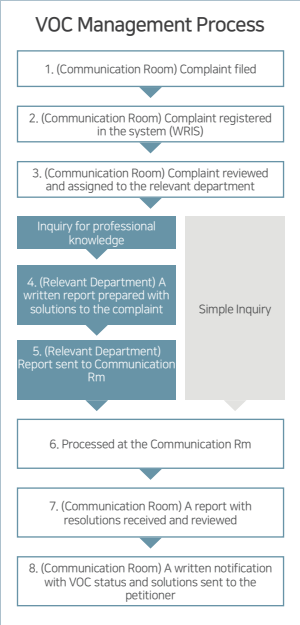 VOC Management Process
1. (Communication Room) Complaint filed
2. (Communication Room) Complaint registered
in the system (WRIS)
3. (Communication Room) Complaint reviewed
and assigned to the relevant department
Inquiry for professional
knowledge
4. (Relevant Department) A
written report prepared with
solutions to the complaint
5. (Relevant Department)
Report sent to Communication
Rm
Simple Inquiry
6. Processed at the Communication Rm
7. (Communication Room) A report with
resolutions received and reviewed
8. (Communication Room) A written notification
with VOC status and solutions sent to the
petitioner